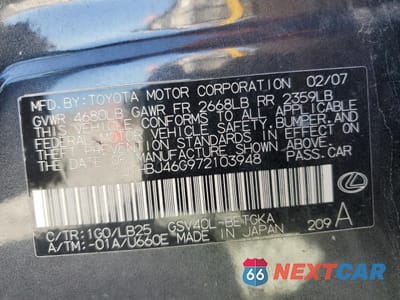 MFD.BY:TOYOTA MOTOR CORPORATION 02/07
GVWR 4680LB GAWR FR 2668LB RR 2359LB
THIS VEHICLE CONFORMS TO ALL APPLICABLE
FEDERAL MOTOR VEHICLE SAFETY, BUMPER, AND
THEFT PREVENTION STANDARDS IN EFFECT ON
THE DATE OF MANUFACTURE SHOWN ABOVE.
HBJ46G972103948
C/TR:1G0/LB25 GSV40L-BETGKA
A/TM:-01A/U660E MADE IN JAPAN 209 A
66 NEXTCAR